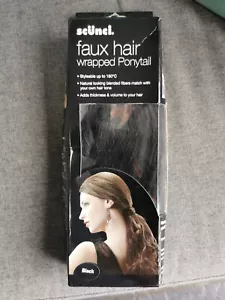 scünci.
faux hair
wrapped Ponytail
• Styleable up to 180°C
• Natural looking blended fibers match with
your own hair tone
• Adds thickness & volume to your hair
Black